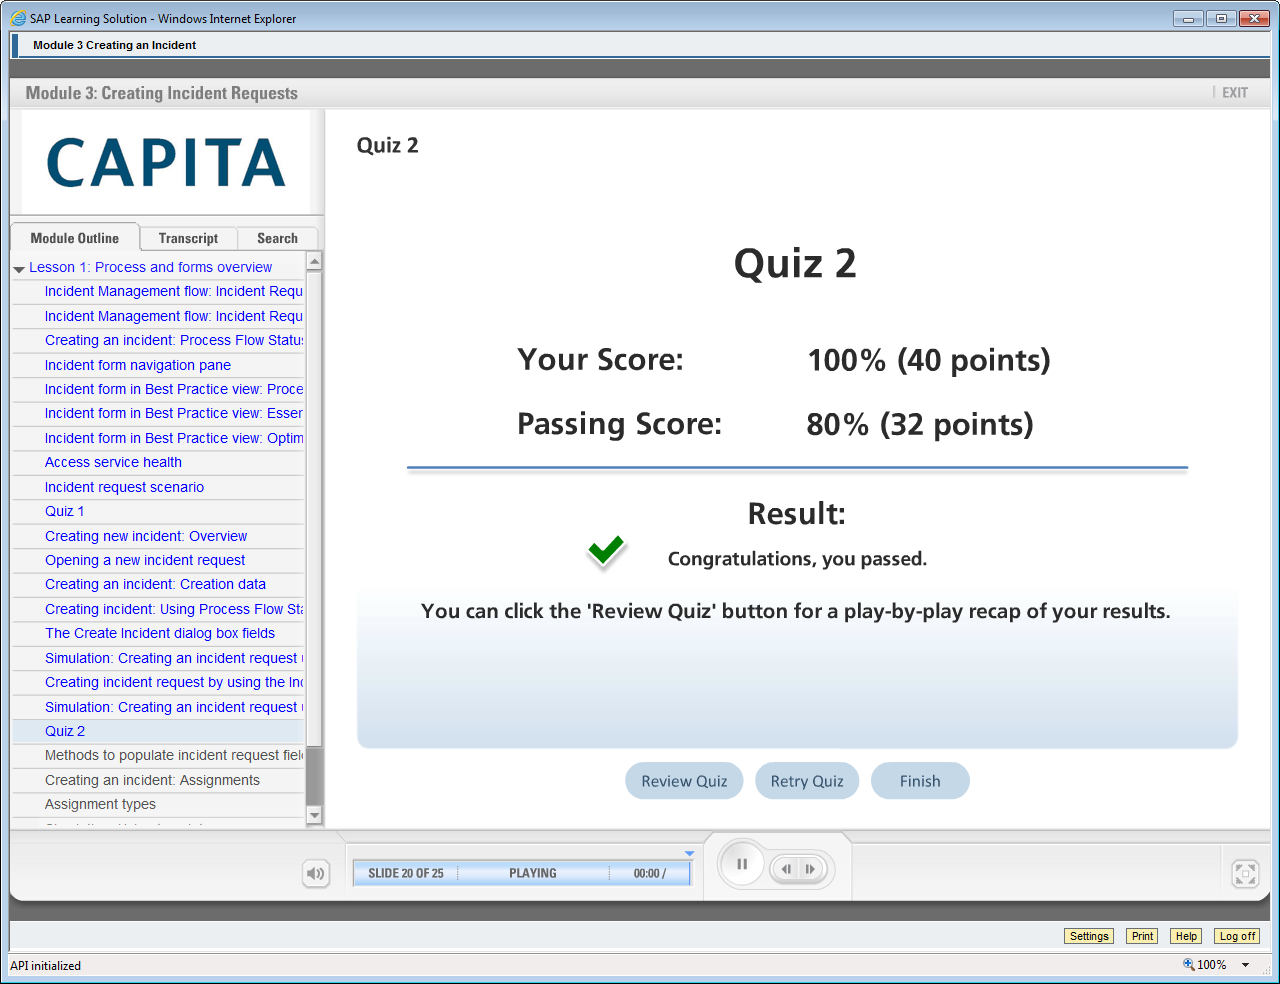 SAP Learning Solution - Windows Internet Explorer
Module 3 Creating an Incident
Module 3: Creating Incident Requests
EXIT
CAPITA
Module Outline
Transcript
Search
Lesson 1: Process and forms overview
Incident Management flow: Incident Requ
Incident Management flow: Incident Requ
Creating an incident: Process Flow Status
Incident form navigation pane
Incident form in Best Practice view: Proce
Incident form in Best Practice view: Essen
Incident form in Best Practice view: Optim
Access service health
Incident request scenario
Quiz 1
Creating new incident: Overview
Opening a new incident request
Creating an incident: Creation data
Creating incident: Using Process Flow Sta
The Create Incident dialog box fields
Simulation: Creating an incident request u
Creating incident request by using the Inc
Simulation: Creating an incident request u
Quiz 2
Methods to populate incident request field
Creating an incident: Assignments
Assignment types
Quiz 2
Quiz 2
Your Score: 100% (40 points)
Passing Score: 80% (32 points)
Result:
Congratulations, you passed.
You can click the 'Review Quiz' button for a play-by-play recap of your results.
Review Quiz
Retry Quiz
Finish
SLIDE 20 OF 25
PLAYING
00:00 /
Settings
Print
Help
Log off
API initialized
100%